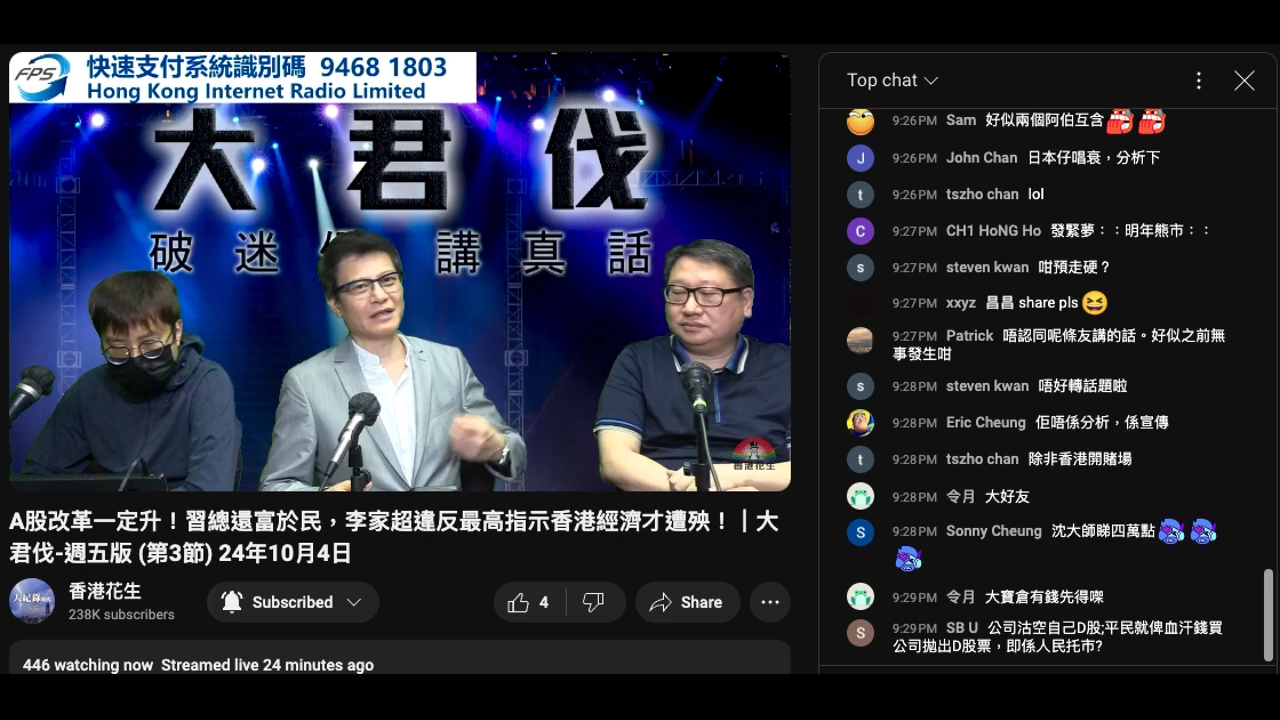 FPS
快速支付系統識別碼 9468 1803
Hong Kong Internet Radio Limited
大君伐
破迷 講真話
香港花生
A股改革一定升！習總還富於民，李家超違反最高指示香港經濟才遭殃！｜大
君伐-週五版 (第3節) 24年10月4日
香港花生
238K subscribers
Subscribed
4
Share
446 watching now Streamed live 24 minutes ago
Top chat
9:26PM Sam 好似兩個阿伯互含
J
9:26PM John Chan 日本仔唱衰，分析下
t
9:26PM tszho chan lol
C
9:27PM CH1 HoNG Ho 發緊夢：：明年熊市：：
s
9:27PM steven kwan 咁預走硬？
9:27PM xxyz 昌昌 share pls😆
9:27PM Patrick 唔認同呢條友講的話。好似之前無
事發生咁
s
9:28PM steven kwan 唔好轉話題啦
9:28PM Eric Cheung 佢唔係分析，係宣傳
t
9:28PM tszho chan 除非香港開賭場
9:28PM 令月 大好友
S
9:28PM Sonny Cheung 沈大師睇四萬點
9:29PM 令月 大寶倉有錢先得㗎
S
9:29PM SB U 公司沽空自己D股;平民就俾血汗錢買
公司拋出D股票，即係人民托市?